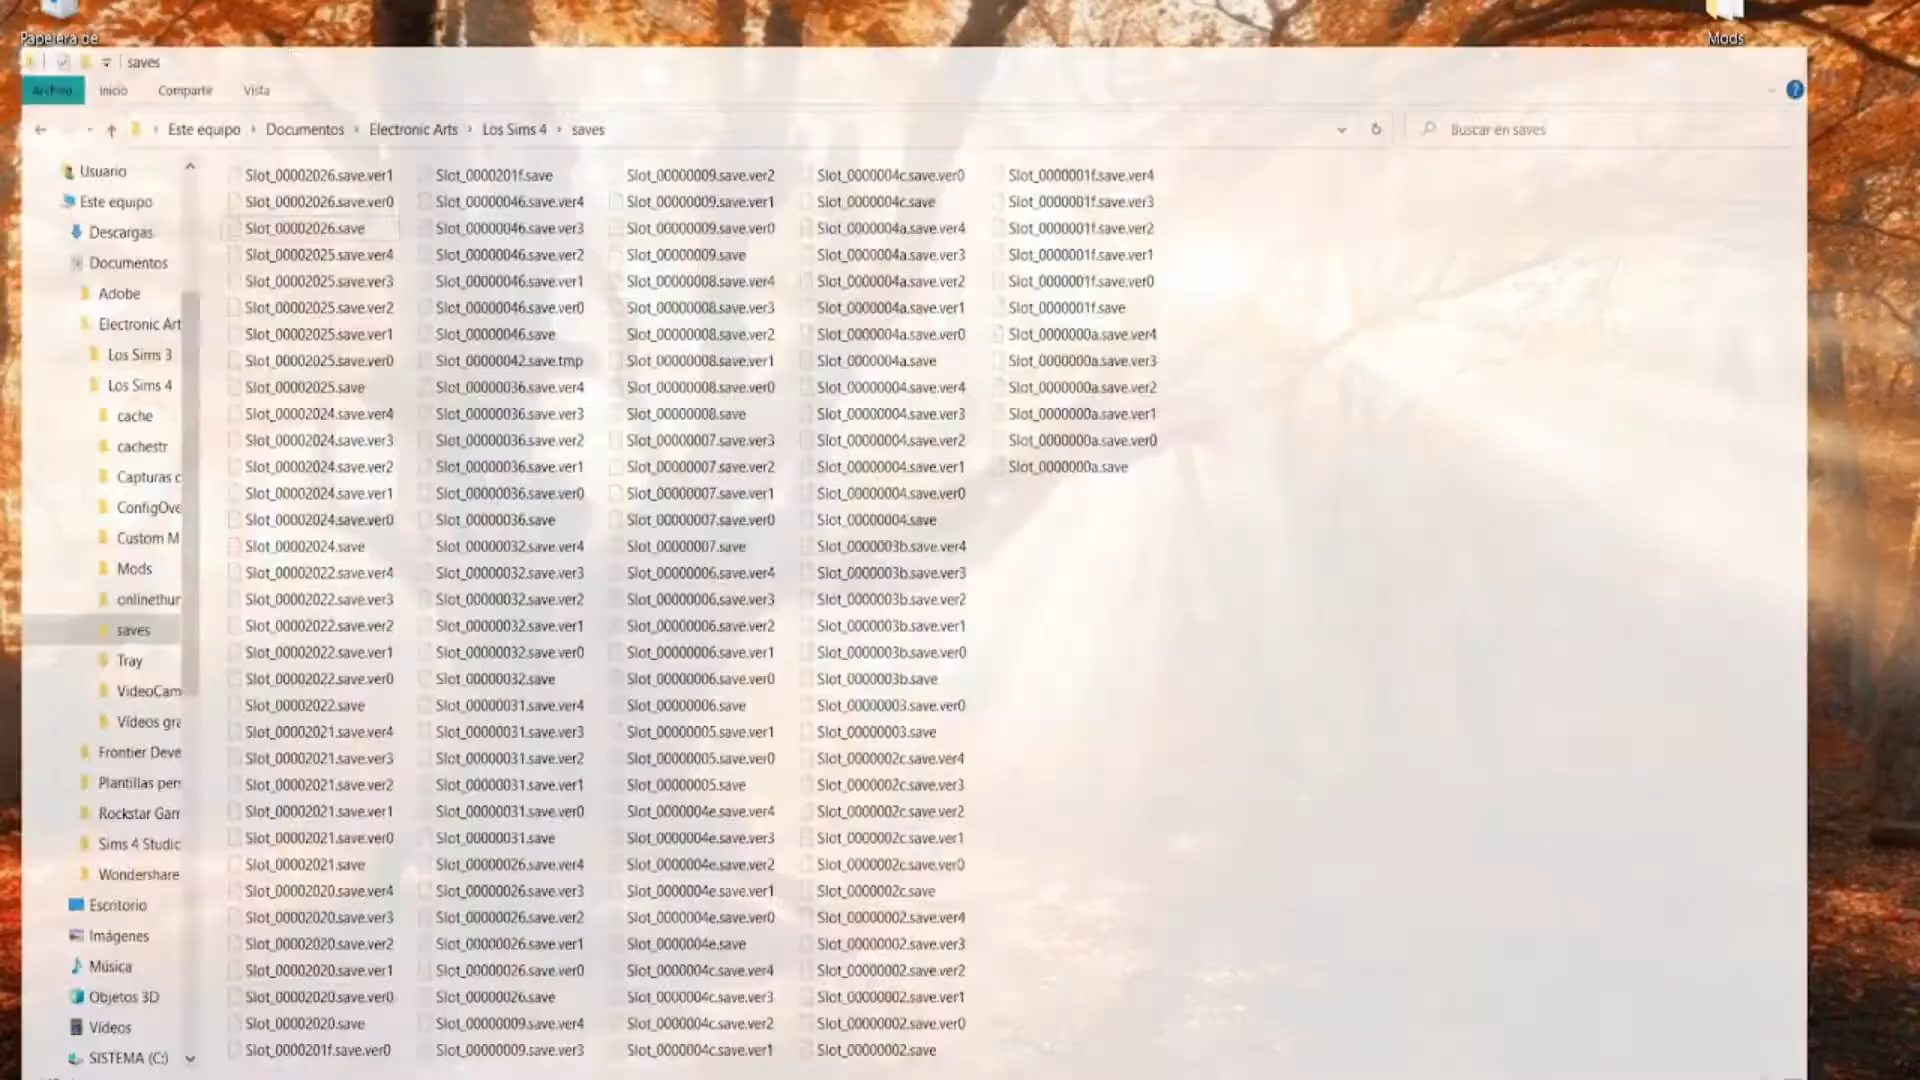 Papelera de
Mods
saves
Archivo
Inicio
Compartir
Vista
Este equipo
Documentos
Electronic Arts
Los Sims 4
saves
Buscar en saves
Usuario
Este equipo
Descargas
Documentos
Adobe
Electronic Art
Los Sims 3
Los Sims 4
cache
cachestr
Capturas c
ConfigOve
Custom M
Mods
onlinethur
saves
Tray
VideoCam
Vídeos gra
Frontier Deve
Plantillas pers
Rockstar Gam
Sims 4 Studio
Wondershare
Escritorio
Imágenes
Música
Objetos 3D
Vídeos
SISTEMA (C:)
Slot_00002026.save.ver1
Slot_00002026.save.ver0
Slot_00002026.save
Slot_00002025.save.ver4
Slot_00002025.save.ver3
Slot_00002025.save.ver2
Slot_00002025.save.ver1
Slot_00002025.save.ver0
Slot_00002025.save
Slot_00002024.save.ver4
Slot_00002024.save.ver3
Slot_00002024.save.ver2
Slot_00002024.save.ver1
Slot_00002024.save.ver0
Slot_00002024.save
Slot_00002022.save.ver4
Slot_00002022.save.ver3
Slot_00002022.save.ver2
Slot_00002022.save.ver1
Slot_00002022.save.ver0
Slot_00002022.save
Slot_00002021.save.ver4
Slot_00002021.save.ver3
Slot_00002021.save.ver2
Slot_00002021.save.ver1
Slot_00002021.save.ver0
Slot_00002021.save
Slot_00002020.save.ver4
Slot_00002020.save.ver3
Slot_00002020.save.ver2
Slot_00002020.save.ver1
Slot_00002020.save.ver0
Slot_00002020.save
Slot_0000201f.save.ver0
Slot_0000201f.save
Slot_00000046.save.ver4
Slot_00000046.save.ver3
Slot_00000046.save.ver2
Slot_00000046.save.ver1
Slot_00000046.save.ver0
Slot_00000046.save
Slot_00000042.save.tmp
Slot_00000036.save.ver4
Slot_00000036.save.ver3
Slot_00000036.save.ver2
Slot_00000036.save.ver1
Slot_00000036.save.ver0
Slot_00000036.save
Slot_00000032.save.ver4
Slot_00000032.save.ver3
Slot_00000032.save.ver2
Slot_00000032.save.ver1
Slot_00000032.save.ver0
Slot_00000032.save
Slot_00000031.save.ver4
Slot_00000031.save.ver3
Slot_00000031.save.ver2
Slot_00000031.save.ver1
Slot_00000031.save.ver0
Slot_00000031.save
Slot_00000026.save.ver4
Slot_00000026.save.ver3
Slot_00000026.save.ver2
Slot_00000026.save.ver1
Slot_00000026.save.ver0
Slot_00000026.save
Slot_00000009.save.ver4
Slot_00000009.save.ver3
Slot_00000009.save.ver2
Slot_00000009.save.ver1
Slot_00000009.save.ver0
Slot_00000009.save
Slot_00000008.save.ver4
Slot_00000008.save.ver3
Slot_00000008.save.ver2
Slot_00000008.save.ver1
Slot_00000008.save.ver0
Slot_00000008.save
Slot_00000007.save.ver3
Slot_00000007.save.ver2
Slot_00000007.save.ver1
Slot_00000007.save.ver0
Slot_00000007.save
Slot_00000006.save.ver4
Slot_00000006.save.ver3
Slot_00000006.save.ver2
Slot_00000006.save.ver1
Slot_00000006.save.ver0
Slot_00000006.save
Slot_00000005.save.ver1
Slot_00000005.save.ver0
Slot_00000005.save
Slot_0000004e.save.ver4
Slot_0000004e.save.ver3
Slot_0000004e.save.ver2
Slot_0000004e.save.ver1
Slot_0000004e.save.ver0
Slot_0000004e.save
Slot_0000004c.save.ver4
Slot_0000004c.save.ver3
Slot_0000004c.save.ver2
Slot_0000004c.save.ver1
Slot_0000004c.save.ver0
Slot_0000004c.save
Slot_0000004a.save.ver4
Slot_0000004a.save.ver3
Slot_0000004a.save.ver2
Slot_0000004a.save.ver1
Slot_0000004a.save.ver0
Slot_0000004a.save
Slot_00000004.save.ver4
Slot_00000004.save.ver3
Slot_00000004.save.ver2
Slot_00000004.save.ver1
Slot_00000004.save.ver0
Slot_00000004.save
Slot_0000003b.save.ver4
Slot_0000003b.save.ver3
Slot_0000003b.save.ver2
Slot_0000003b.save.ver1
Slot_0000003b.save.ver0
Slot_0000003b.save
Slot_00000003.save.ver0
Slot_00000003.save
Slot_0000002c.save.ver4
Slot_0000002c.save.ver3
Slot_0000002c.save.ver2
Slot_0000002c.save.ver1
Slot_0000002c.save.ver0
Slot_0000002c.save
Slot_00000002.save.ver4
Slot_00000002.save.ver3
Slot_00000002.save.ver2
Slot_00000002.save.ver1
Slot_00000002.save.ver0
Slot_00000002.save
Slot_0000001f.save.ver4
Slot_0000001f.save.ver3
Slot_0000001f.save.ver2
Slot_0000001f.save.ver1
Slot_0000001f.save.ver0
Slot_0000001f.save
Slot_0000000a.save.ver4
Slot_0000000a.save.ver3
Slot_0000000a.save.ver2
Slot_0000000a.save.ver1
Slot_0000000a.save.ver0
Slot_0000000a.save